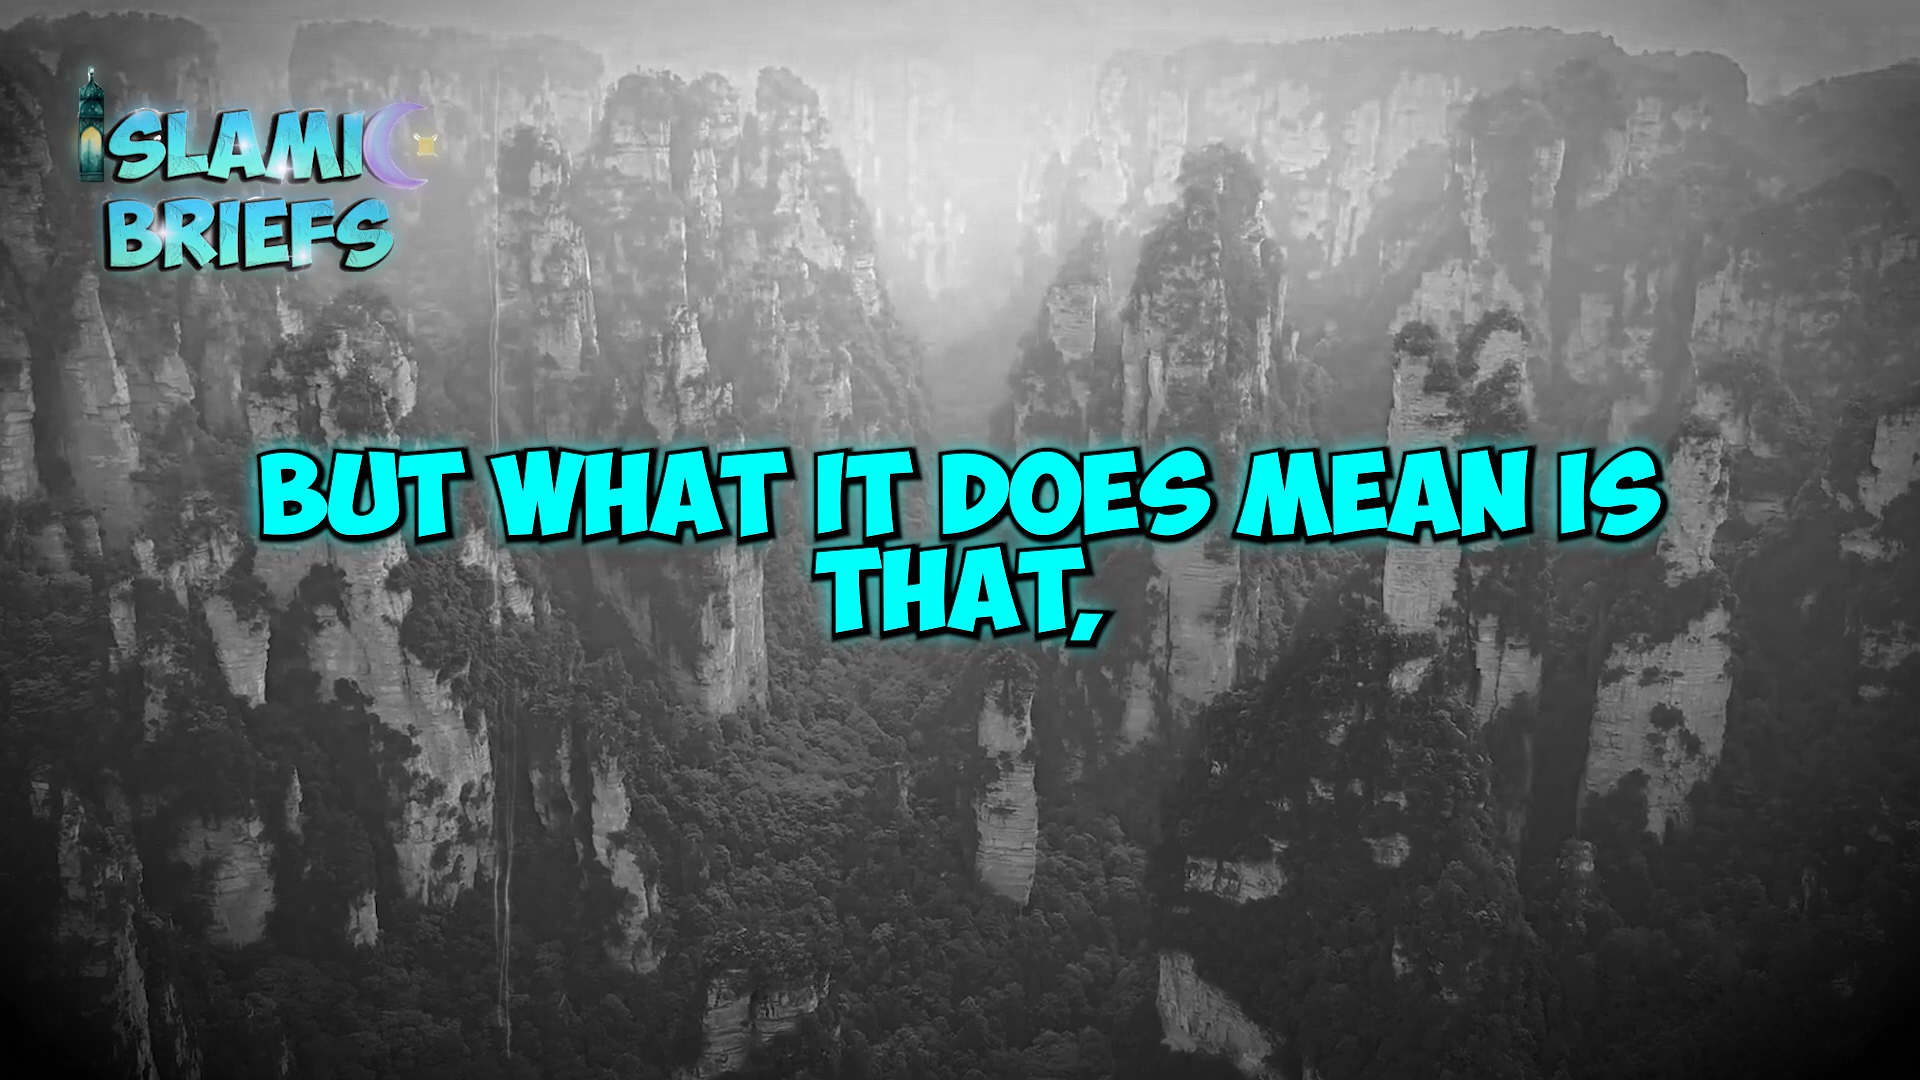 ISLAMIC
BRIEFS
BUT WHAT IT DOES MEAN IS
THAT,